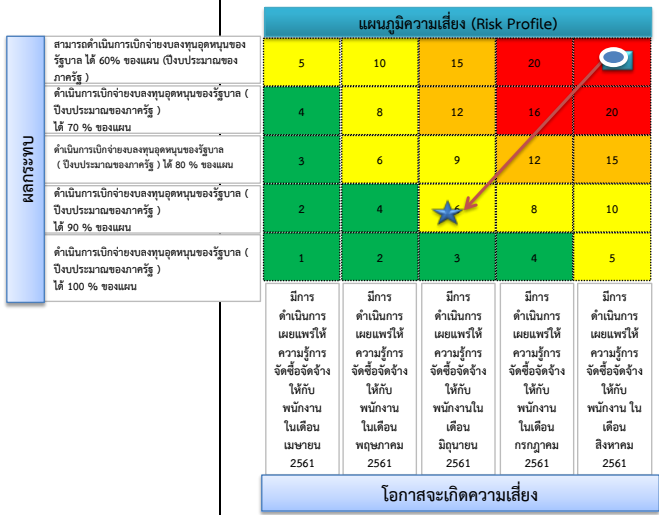 แผนภูมิความเสี่ยง (Risk Profile)
ผลกระทบ
สามารถดำเนินการเบิกจ่ายงบลงทุนอุดหนุนของ
รัฐบาล ได้ 60% ของแผน (ปีงบประมาณของ
ภาครัฐ )
5 10 15 20
ดำเนินการเบิกจ่ายงบลงทุนอุดหนุนของรัฐบาล (
ปีงบประมาณของภาครัฐ )
ได้ 70 % ของแผน
4 8 12 16 20
ดำเนินการเบิกจ่ายงบลงทุนอุดหนุนของรัฐบาล
( ปีงบประมาณของภาครัฐ ) ได้ 80 % ของแผน
3 6 9 12 15
ดำเนินการเบิกจ่ายงบลงทุนอุดหนุนของรัฐบาล (
ปีงบประมาณของภาครัฐ )
ได้ 90 % ของแผน
2 4 6 8 10
ดำเนินการเบิกจ่ายงบลงทุนอุดหนุนของรัฐบาล (
ปีงบประมาณของภาครัฐ )
ได้ 100 % ของแผน
1 2 3 4 5
มีการ
ดำเนินการ
เผยแพร่ให้
ความรู้การ
จัดซื้อจัดจ้าง
ให้กับ
พนักงาน
ในเดือน
เมษายน
2561
มีการ
ดำเนินการ
เผยแพร่ให้
ความรู้การ
จัดซื้อจัดจ้าง
ให้กับ
พนักงาน
ในเดือน
พฤษภาคม
2561
มีการ
ดำเนินการ
เผยแพร่ให้
ความรู้การ
จัดซื้อจัดจ้าง
ให้กับ
พนักงานใน
เดือน
มิถุนายน
2561
มีการ
ดำเนินการ
เผยแพร่ให้
ความรู้การ
จัดซื้อจัดจ้าง
ให้กับ
พนักงาน
ในเดือน
กรกฎาคม
2561
มีการ
ดำเนินการ
เผยแพร่ให้
ความรู้การ
จัดซื้อจัดจ้าง
ให้กับ
พนักงาน ใน
เดือน
สิงหาคม
2561
โอกาสจะเกิดความเสี่ยง